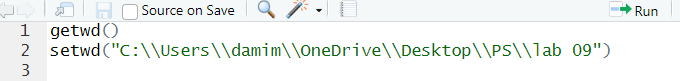 Source on Save Run
1 getwd()
2 setwd("C:\\Users\\damim\\OneDrive\\Desktop\\PS\\lab 09")
3